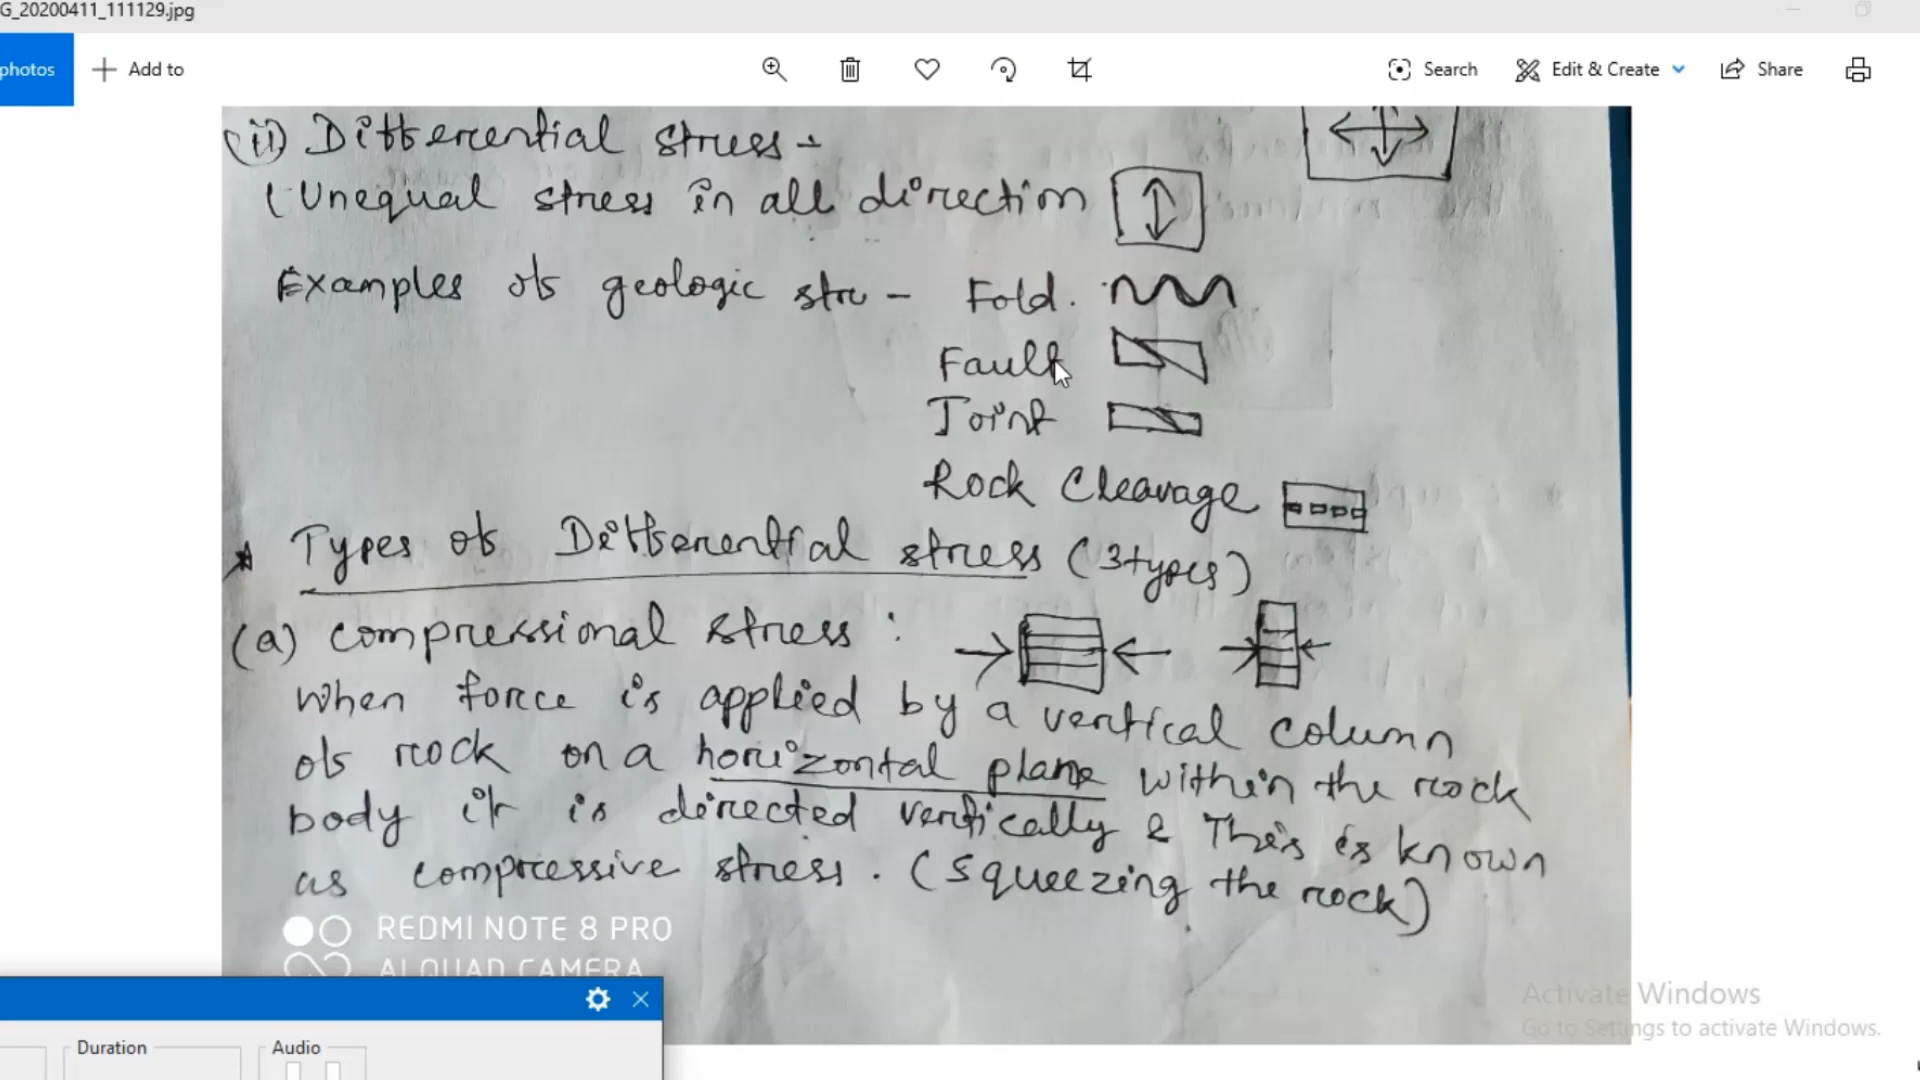 G_20200411_111129.jpg
photos
Add to
Search
Edit & Create
Share
(ii) Differential stress -
(Unequal stress in all direction
Examples of geologic stru - Fold.
Fault
Joint
Rock Cleavage
* Types of Differential stress (3 types)
(a) compressional stress :
When force is applied by a vertical column
of rock on a horizontal plane within the rock
body it is directed vertically & This is known
as compressive stress. (Squeezing the rock)
REDMI NOTE 8 PRO
AI QUAD CAMERA
Activate Windows
Go to Settings to activate Windows.
Duration
Audio